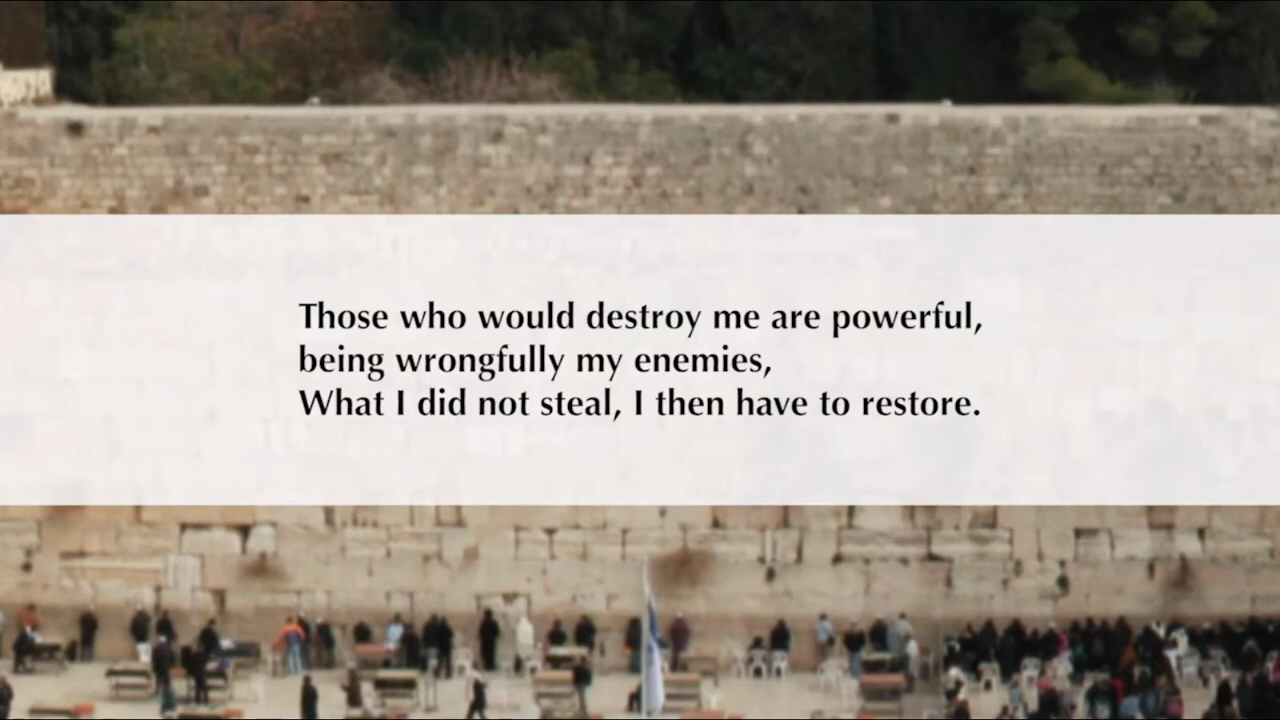 Those who would destroy me are powerful,
being wrongfully my enemies,
What I did not steal, I then have to restore.